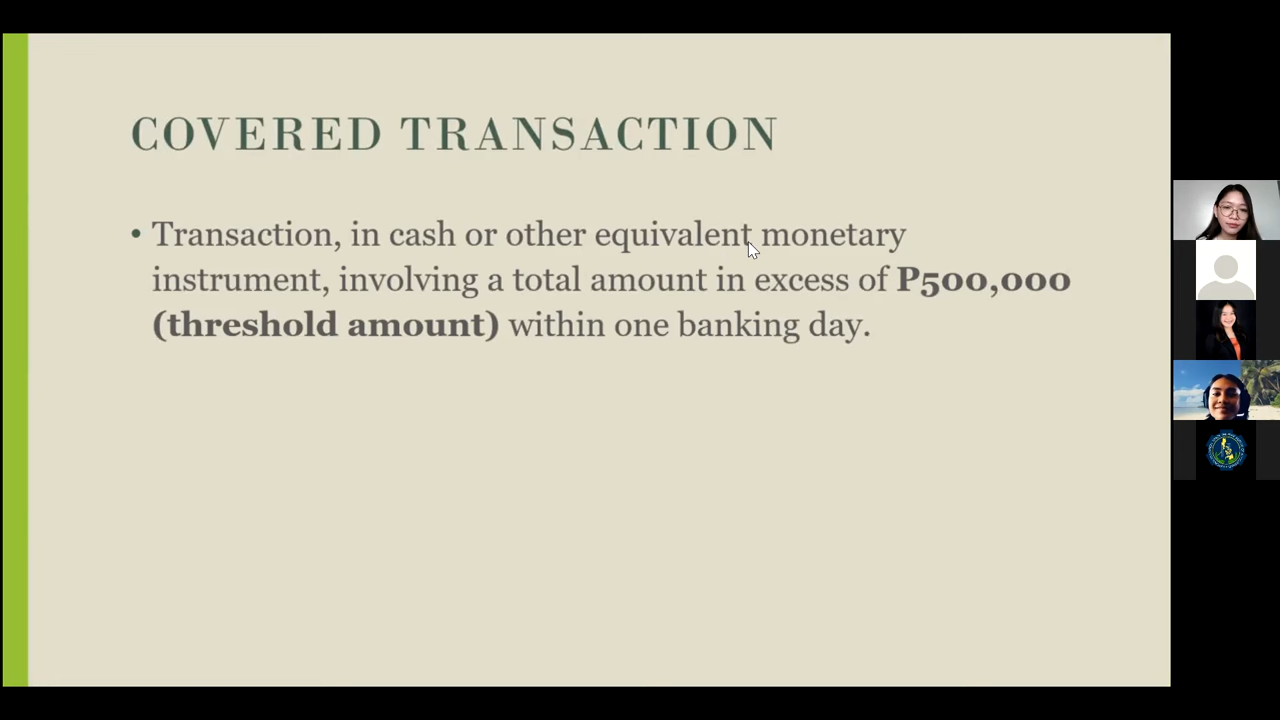 COVERED TRANSACTION
• Transaction, in cash or other equivalent monetary
instrument, involving a total amount in excess of P500,000
(threshold amount) within one banking day.